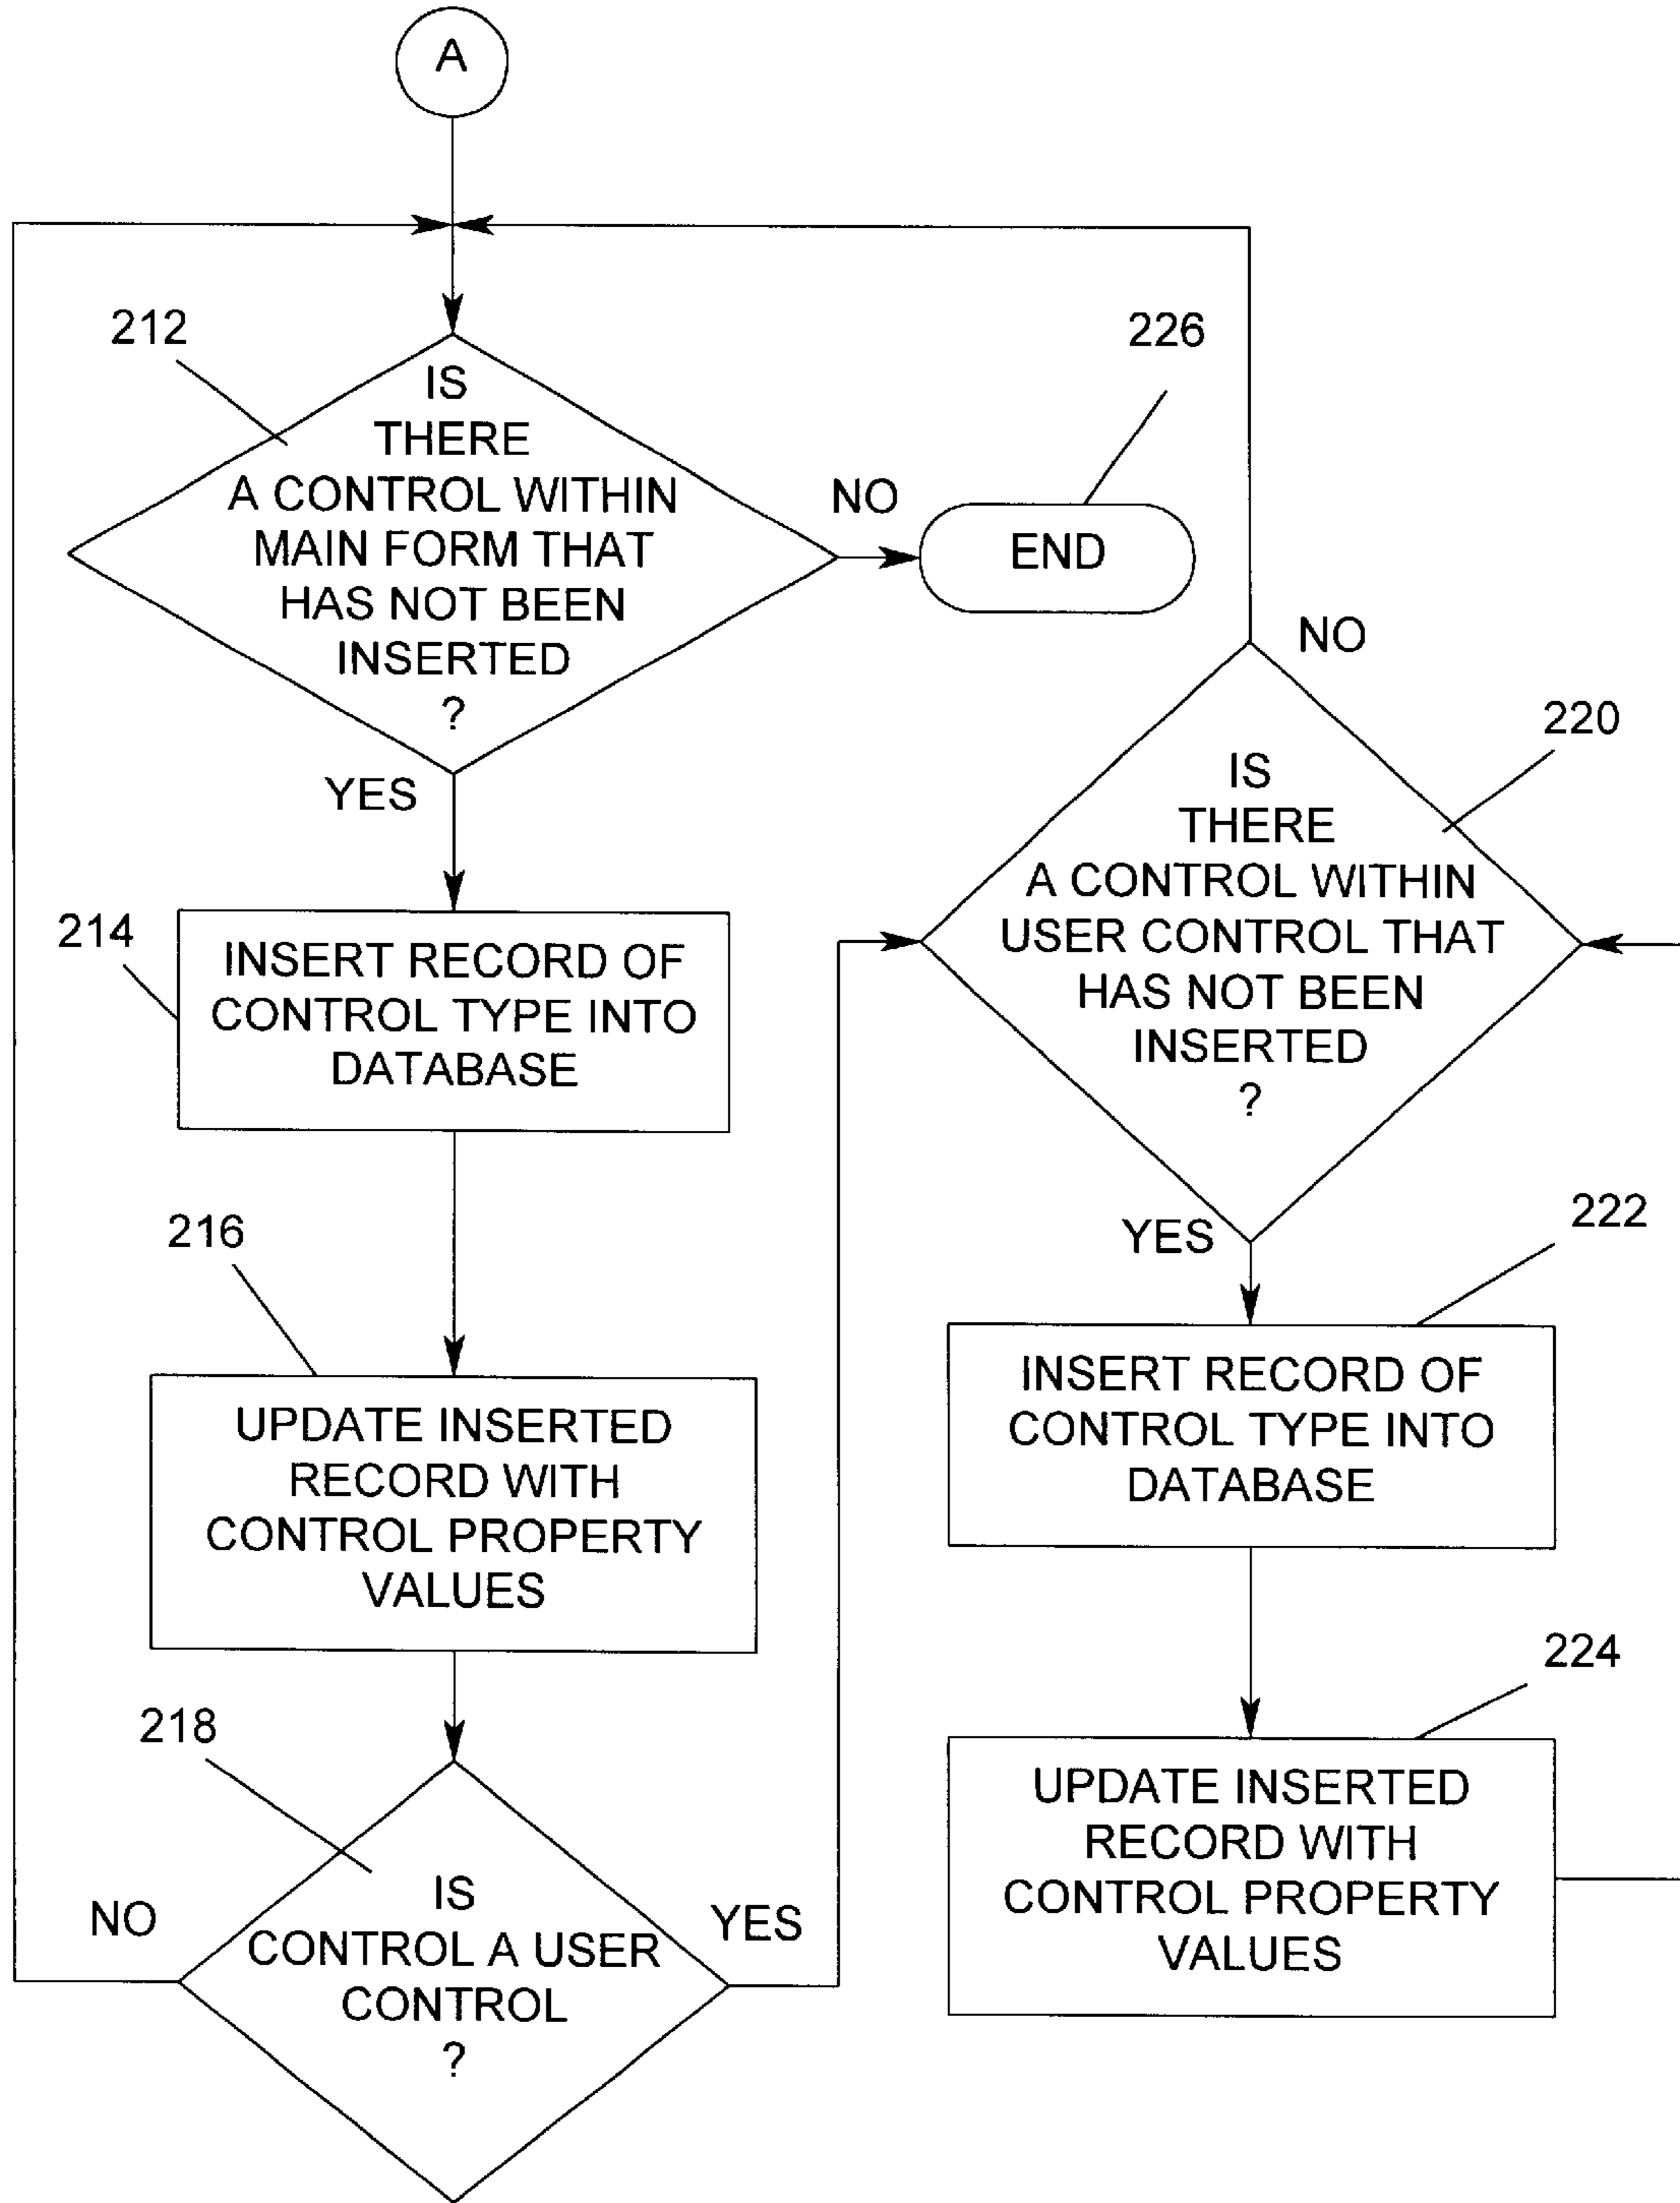 A
212
IS
THERE
A CONTROL WITHIN
MAIN FORM THAT
HAS NOT BEEN
INSERTED
?
NO
226
END
YES
214
INSERT RECORD OF
CONTROL TYPE INTO
DATABASE
216
UPDATE INSERTED
RECORD WITH
CONTROL PROPERTY
VALUES
218
IS
CONTROL A USER
CONTROL
?
NO
YES
220
IS
THERE
A CONTROL WITHIN
USER CONTROL THAT
HAS NOT BEEN
INSERTED
?
NO
YES
222
INSERT RECORD OF
CONTROL TYPE INTO
DATABASE
224
UPDATE INSERTED
RECORD WITH
CONTROL PROPERTY
VALUES